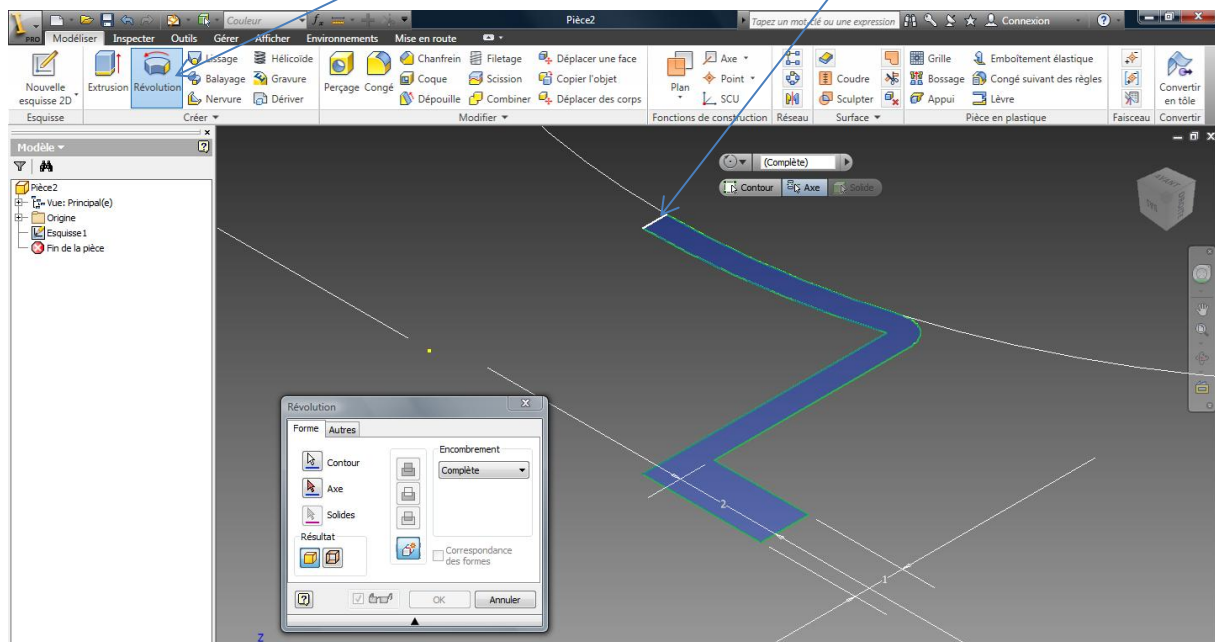 Couleur Pièce2 Tapez un mot-clé ou une expression Connexion
PRO Modéliser Inspecter Outils Gérer Afficher Environnements Mise en route
Lissage Hélicoïde Chanfrein Filetage Déplacer une face Axe Grille Emboîtement élastique
Nouvelle esquisse 2D Extrusion Révolution Balayage Gravure Perçage Congé Coque Scission Copier l'objet Plan Point Coudre Bossage Congé suivant des règles Convertir en tôle
Nervure Dériver Dépouille Combiner Déplacer des corps SCU Sculpter Appui Lèvre
Esquisse Créer Modifier Fonctions de construction Réseau Surface Pièce en plastique Faisceau Convertir
Modèle
Pièce2
Vue: Principal(e)
Origine
Esquisse1
Fin de la pièce
(Complète)
Contour Axe Solide
Révolution
Forme Autres
Encombrement
Contour
Complète
Axe
Solides
Résultat
Correspondance
des formes
OK Annuler
2
1
Z